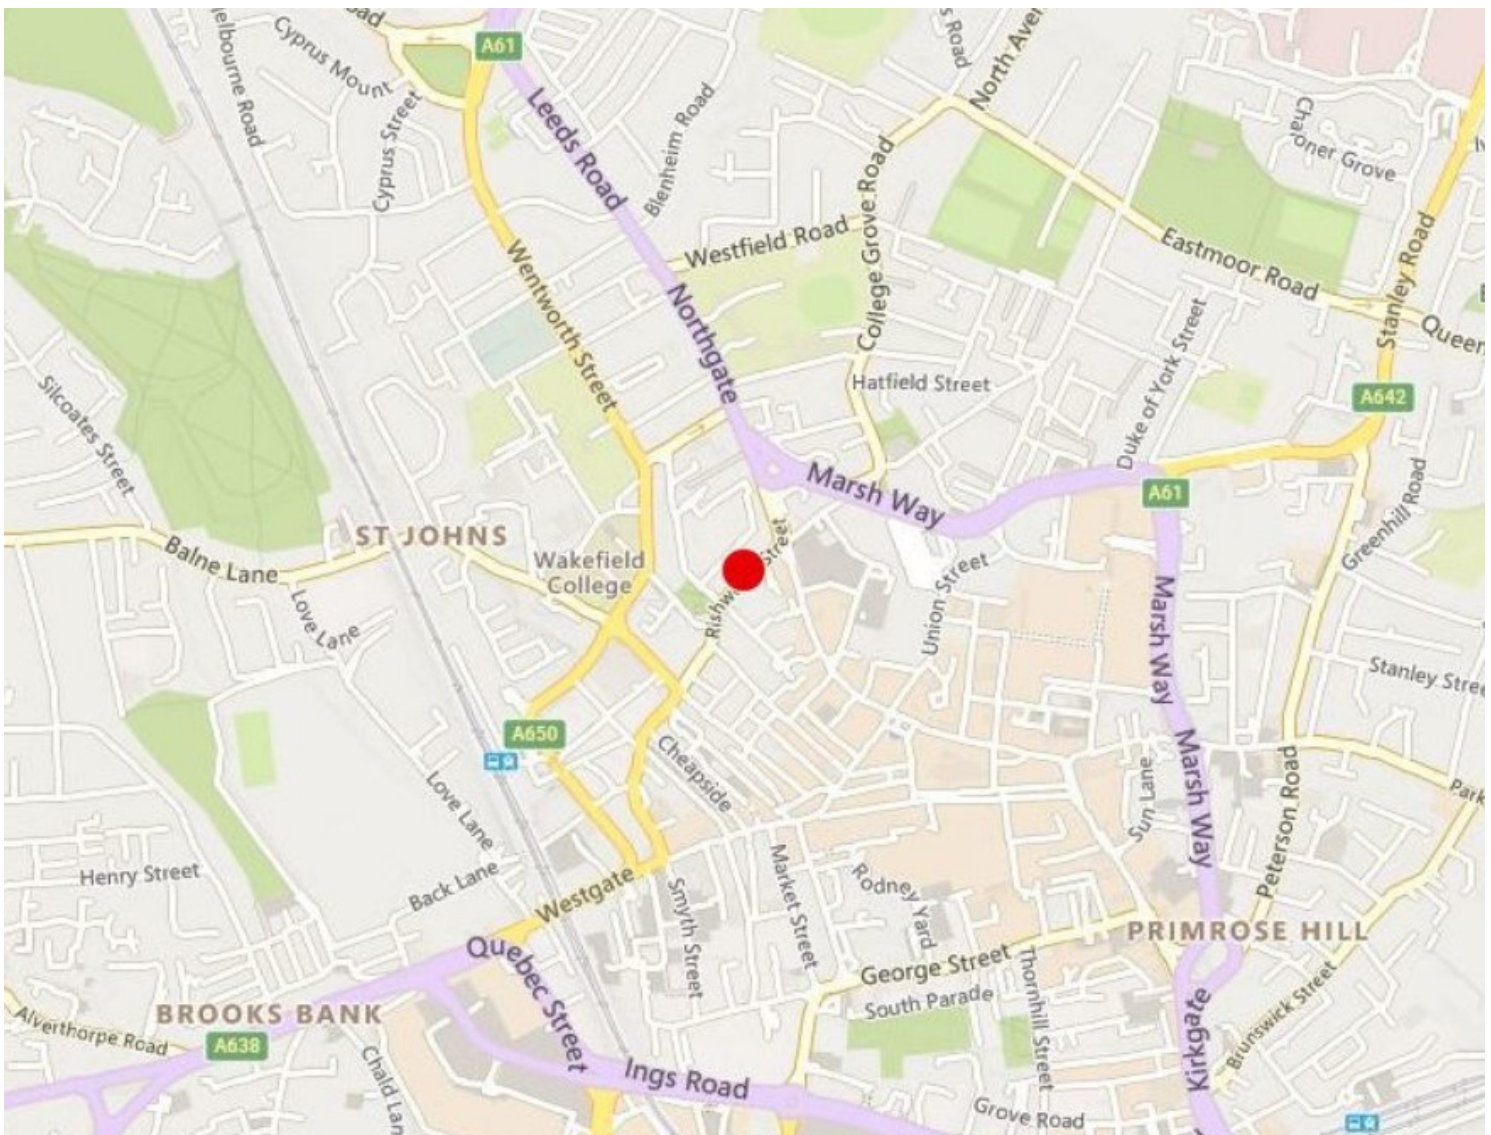 Cyprus Mount
A61
North Aven
Leeds Road
Blenheim Road
Cyprus Street
Chaloner Grove
College Grove Road
Westfield Road
Eastmoor Road
Stanley Road
Wentworth Street
Northgate
Queen
Duke of York Street
Hatfield Street
A642
Silcoates Street
Marsh Way
A61
Greenhill Road
ST JOHNS
Balne Lane
Wakefield
College
Union Street
Love Lane
Rishw
Street
Marsh Way
Stanley Stree
A650
Cheapside
Marsh Way
Sun Lane
Love Lane
Peterson Road
Park
Henry Street
Back Lane
Westgate
Smyth Street
Market Street
Rodney Yard
PRIMROSE HILL
Quebec Street
George Street
South Parade
Thornhill Street
Brunswick Street
BROOKS BANK
Alverthorpe Road
A638
Kirkgate
Chald Lan
Ings Road
Grove Road